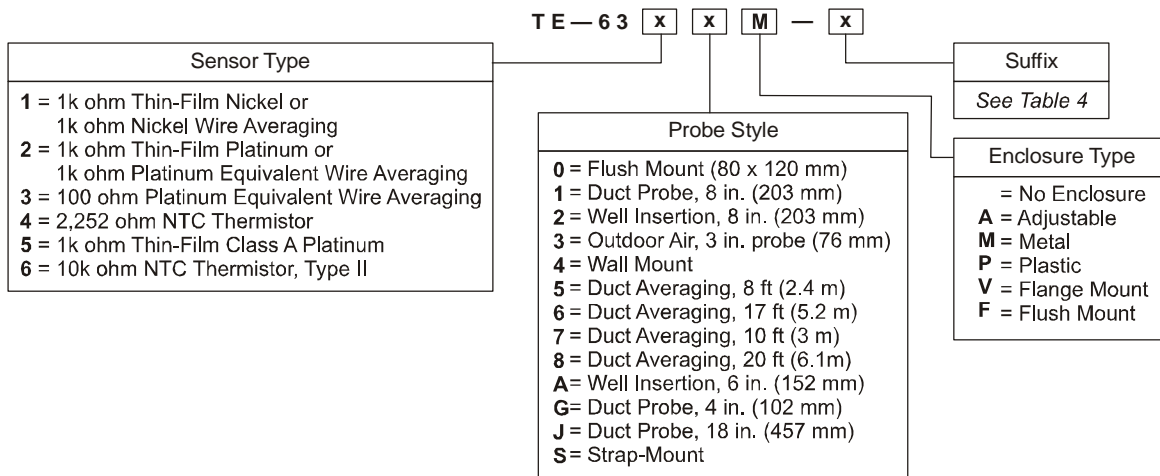 TE—63 x x M — x
Sensor Type
1 = 1k ohm Thin-Film Nickel or
1k ohm Nickel Wire Averaging
2 = 1k ohm Thin-Film Platinum or
1k ohm Platinum Equivalent Wire Averaging
3 = 100 ohm Platinum Equivalent Wire Averaging
4 = 2,252 ohm NTC Thermistor
5 = 1k ohm Thin-Film Class A Platinum
6 = 10k ohm NTC Thermistor, Type II
Probe Style
0 = Flush Mount (80 x 120 mm)
1 = Duct Probe, 8 in. (203 mm)
2 = Well Insertion, 8 in. (203 mm)
3 = Outdoor Air, 3 in. probe (76 mm)
4 = Wall Mount
5 = Duct Averaging, 8 ft (2.4 m)
6 = Duct Averaging, 17 ft (5.2 m)
7 = Duct Averaging, 10 ft (3 m)
8 = Duct Averaging, 20 ft (6.1m)
A= Well Insertion, 6 in. (152 mm)
G= Duct Probe, 4 in. (102 mm)
J= Duct Probe, 18 in. (457 mm)
S= Strap-Mount
Suffix
See Table 4
Enclosure Type
= No Enclosure
A = Adjustable
M = Metal
P = Plastic
V = Flange Mount
F = Flush Mount